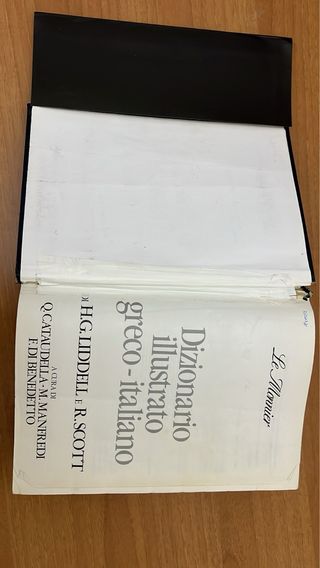 Le Monnier
Dizionario
illustrato
greco-italiano
DI H.G. LIDDELL E R. SCOTT
A CURA DI
Q. CATAUDELLA - M. MANFREDI
F. DI BENEDETTO